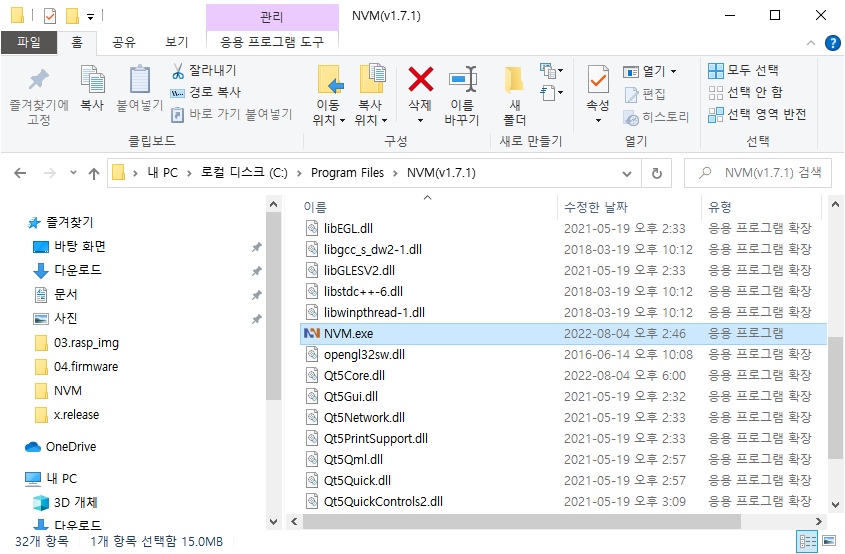 관리
NVM(v1.7.1)
파일
홈
공유
보기
응용 프로그램 도구
즐겨찾기에
고정
복사
붙여넣기
잘라내기
경로 복사
바로 가기 붙여넣기
클립보드
이동
위치
복사
위치
삭제
이름
바꾸기
구성
새
폴더
새로 만들기
속성
열기
편집
히스토리
열기
모두 선택
선택 안 함
선택 영역 반전
선택
내 PC > 로컬 디스크 (C:) > Program Files > NVM(v1.7.1)
NVM(v1.7.1) 검색
즐겨찾기
바탕 화면
다운로드
문서
사진
03.rasp_img
04.firmware
NVM
x.release
OneDrive
내 PC
3D 개체
다운로드
이름 수정한 날짜 유형
libEGL.dll 2021-05-19 오후 2:33 응용 프로그램 확장
libgcc_s_dw2-1.dll 2018-03-19 오후 10:12 응용 프로그램 확장
libGLESV2.dll 2021-05-19 오후 2:33 응용 프로그램 확장
libstdc++-6.dll 2018-03-19 오후 10:12 응용 프로그램 확장
libwinpthread-1.dll 2018-03-19 오후 10:12 응용 프로그램 확장
NVM.exe 2022-08-04 오후 2:46 응용 프로그램
opengl32sw.dll 2016-06-14 오후 10:08 응용 프로그램 확장
Qt5Core.dll 2022-08-04 오후 6:00 응용 프로그램 확장
Qt5Gui.dll 2021-05-19 오후 2:32 응용 프로그램 확장
Qt5Network.dll 2021-05-19 오후 2:33 응용 프로그램 확장
Qt5PrintSupport.dll 2021-05-19 오후 2:33 응용 프로그램 확장
Qt5Qml.dll 2021-05-19 오후 2:57 응용 프로그램 확장
Qt5Quick.dll 2021-05-19 오후 2:57 응용 프로그램 확장
Qt5QuickControls2.dll 2021-05-19 오후 3:09 응용 프로그램 확장
32개 항목 1개 항목 선택함 15.0MB